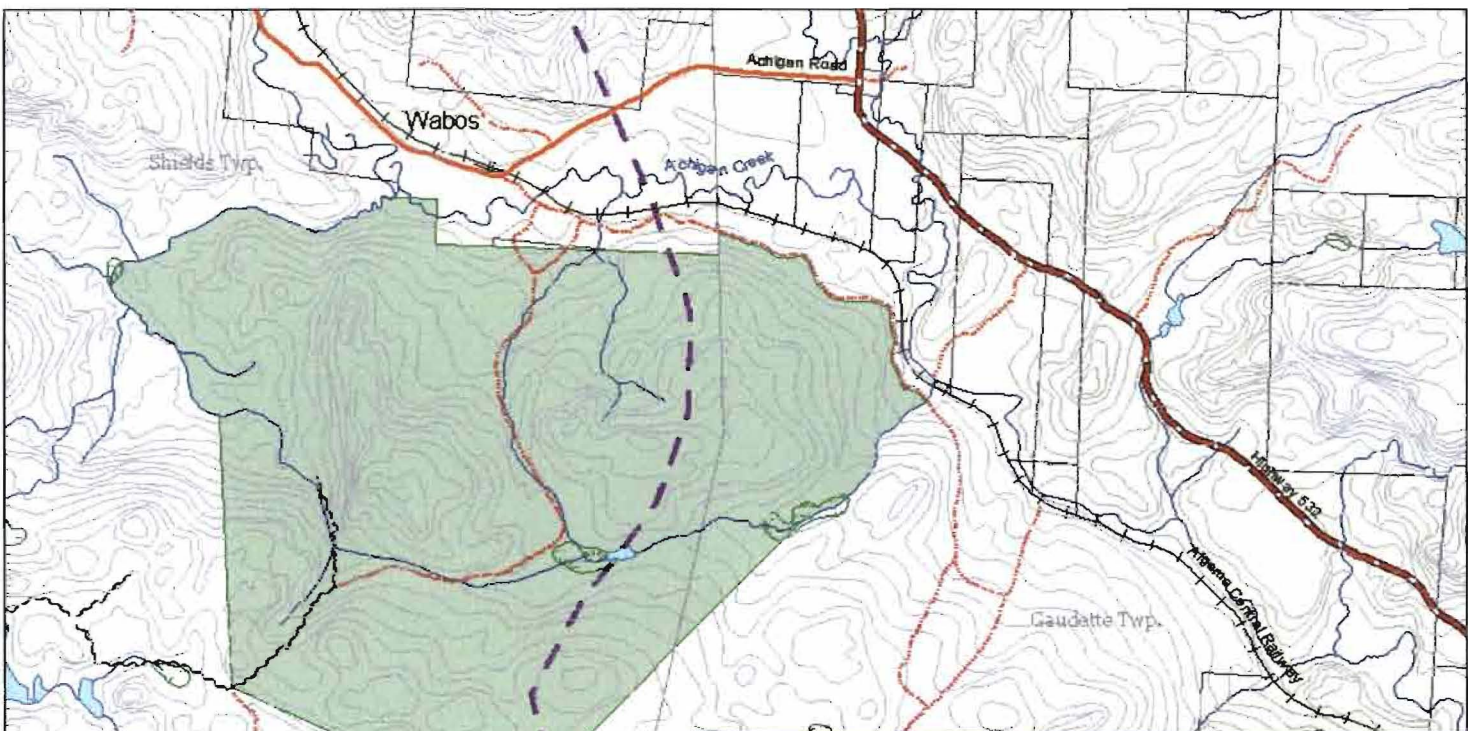 Achigan Road
Wabos
Shields Twp.
Achigan Creek
Highway 532
Algoma Central Railway
Gaudette Twp.